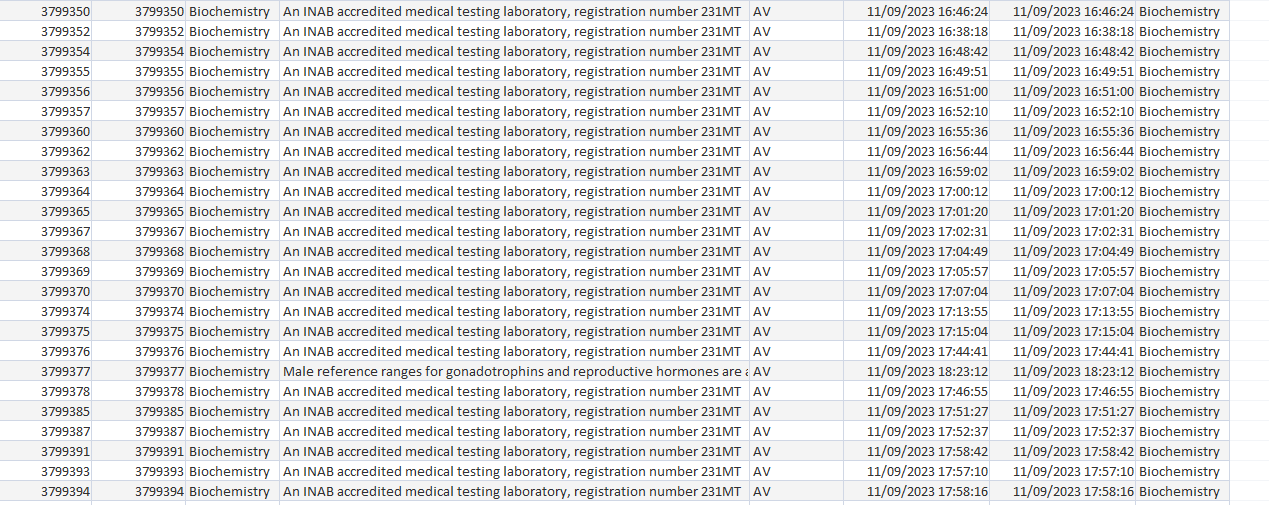 3799350 3799350 Biochemistry An INAB accredited medical testing laboratory, registration number 231MT AV 11/09/2023 16:46:24 11/09/2023 16:46:24 Biochemistry
3799352 3799352 Biochemistry An INAB accredited medical testing laboratory, registration number 231MT AV 11/09/2023 16:38:18 11/09/2023 16:38:18 Biochemistry
3799354 3799354 Biochemistry An INAB accredited medical testing laboratory, registration number 231MT AV 11/09/2023 16:48:42 11/09/2023 16:48:42 Biochemistry
3799355 3799355 Biochemistry An INAB accredited medical testing laboratory, registration number 231MT AV 11/09/2023 16:49:51 11/09/2023 16:49:51 Biochemistry
3799356 3799356 Biochemistry An INAB accredited medical testing laboratory, registration number 231MT AV 11/09/2023 16:51:00 11/09/2023 16:51:00 Biochemistry
3799357 3799357 Biochemistry An INAB accredited medical testing laboratory, registration number 231MT AV 11/09/2023 16:52:10 11/09/2023 16:52:10 Biochemistry
3799360 3799360 Biochemistry An INAB accredited medical testing laboratory, registration number 231MT AV 11/09/2023 16:55:36 11/09/2023 16:55:36 Biochemistry
3799362 3799362 Biochemistry An INAB accredited medical testing laboratory, registration number 231MT AV 11/09/2023 16:56:44 11/09/2023 16:56:44 Biochemistry
3799363 3799363 Biochemistry An INAB accredited medical testing laboratory, registration number 231MT AV 11/09/2023 16:59:02 11/09/2023 16:59:02 Biochemistry
3799364 3799364 Biochemistry An INAB accredited medical testing laboratory, registration number 231MT AV 11/09/2023 17:00:12 11/09/2023 17:00:12 Biochemistry
3799365 3799365 Biochemistry An INAB accredited medical testing laboratory, registration number 231MT AV 11/09/2023 17:01:20 11/09/2023 17:01:20 Biochemistry
3799367 3799367 Biochemistry An INAB accredited medical testing laboratory, registration number 231MT AV 11/09/2023 17:02:31 11/09/2023 17:02:31 Biochemistry
3799368 3799368 Biochemistry An INAB accredited medical testing laboratory, registration number 231MT AV 11/09/2023 17:04:49 11/09/2023 17:04:49 Biochemistry
3799369 3799369 Biochemistry An INAB accredited medical testing laboratory, registration number 231MT AV 11/09/2023 17:05:57 11/09/2023 17:05:57 Biochemistry
3799370 3799370 Biochemistry An INAB accredited medical testing laboratory, registration number 231MT AV 11/09/2023 17:07:04 11/09/2023 17:07:04 Biochemistry
3799374 3799374 Biochemistry An INAB accredited medical testing laboratory, registration number 231MT AV 11/09/2023 17:13:55 11/09/2023 17:13:55 Biochemistry
3799375 3799375 Biochemistry An INAB accredited medical testing laboratory, registration number 231MT AV 11/09/2023 17:15:04 11/09/2023 17:15:04 Biochemistry
3799376 3799376 Biochemistry An INAB accredited medical testing laboratory, registration number 231MT AV 11/09/2023 17:44:41 11/09/2023 17:44:41 Biochemistry
3799377 3799377 Biochemistry Male reference ranges for gonadotrophins and reproductive hormones are AV 11/09/2023 18:23:12 11/09/2023 18:23:12 Biochemistry
3799378 3799378 Biochemistry An INAB accredited medical testing laboratory, registration number 231MT AV 11/09/2023 17:46:55 11/09/2023 17:46:55 Biochemistry
3799385 3799385 Biochemistry An INAB accredited medical testing laboratory, registration number 231MT AV 11/09/2023 17:51:27 11/09/2023 17:51:27 Biochemistry
3799387 3799387 Biochemistry An INAB accredited medical testing laboratory, registration number 231MT AV 11/09/2023 17:52:37 11/09/2023 17:52:37 Biochemistry
3799391 3799391 Biochemistry An INAB accredited medical testing laboratory, registration number 231MT AV 11/09/2023 17:58:42 11/09/2023 17:58:42 Biochemistry
3799393 3799393 Biochemistry An INAB accredited medical testing laboratory, registration number 231MT AV 11/09/2023 17:57:10 11/09/2023 17:57:10 Biochemistry
3799394 3799394 Biochemistry An INAB accredited medical testing laboratory, registration number 231MT AV 11/09/2023 17:58:16 11/09/2023 17:58:16 Biochemistry